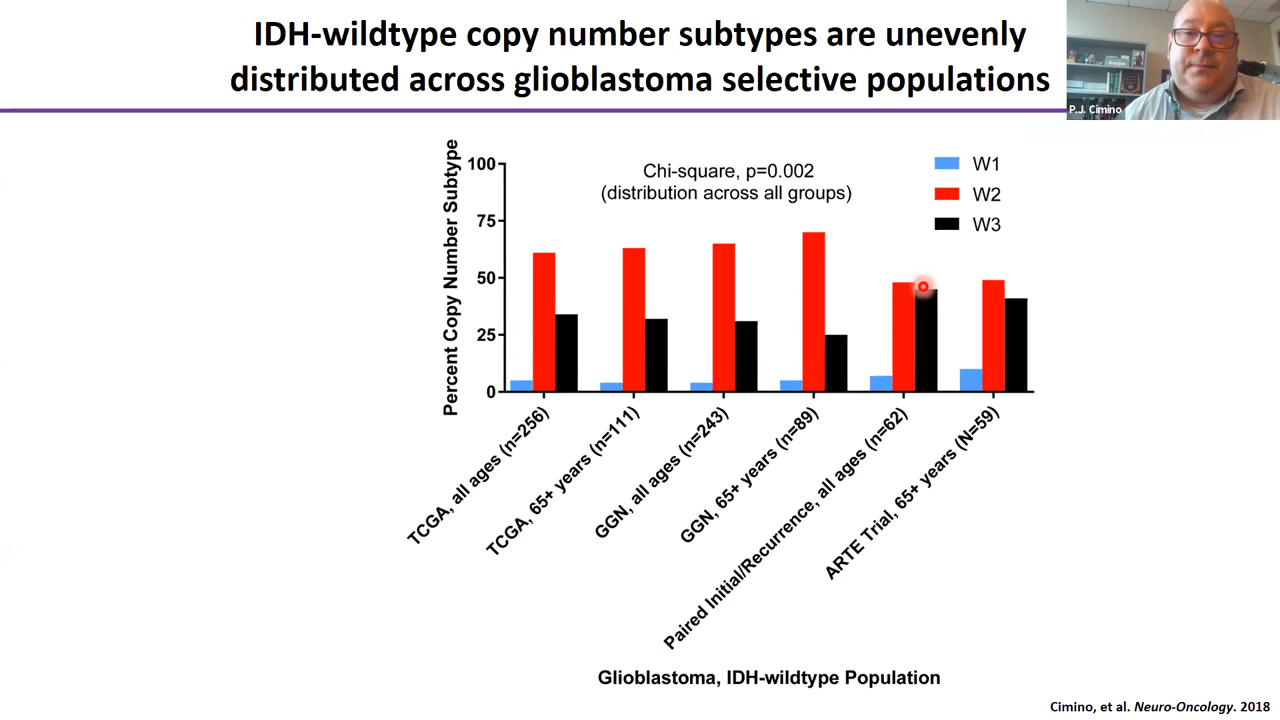 IDH-wildtype copy number subtypes are unevenly
distributed across glioblastoma selective populations
P.J. Cimino
Percent Copy Number Subtype
100
75
50
25
0
Chi-square, p=0.002
(distribution across all groups)
W1
W2
W3
TCGA, all ages (n=256)
TCGA, 65+ years (n=111)
GGN, all ages (n=243)
GGN, 65+ years (n=89)
Paired Initial/Recurrence, all ages (n=62)
ARTE Trial, 65+ years (N=59)
Glioblastoma, IDH-wildtype Population
Cimino, et al. Neuro-Oncology. 2018